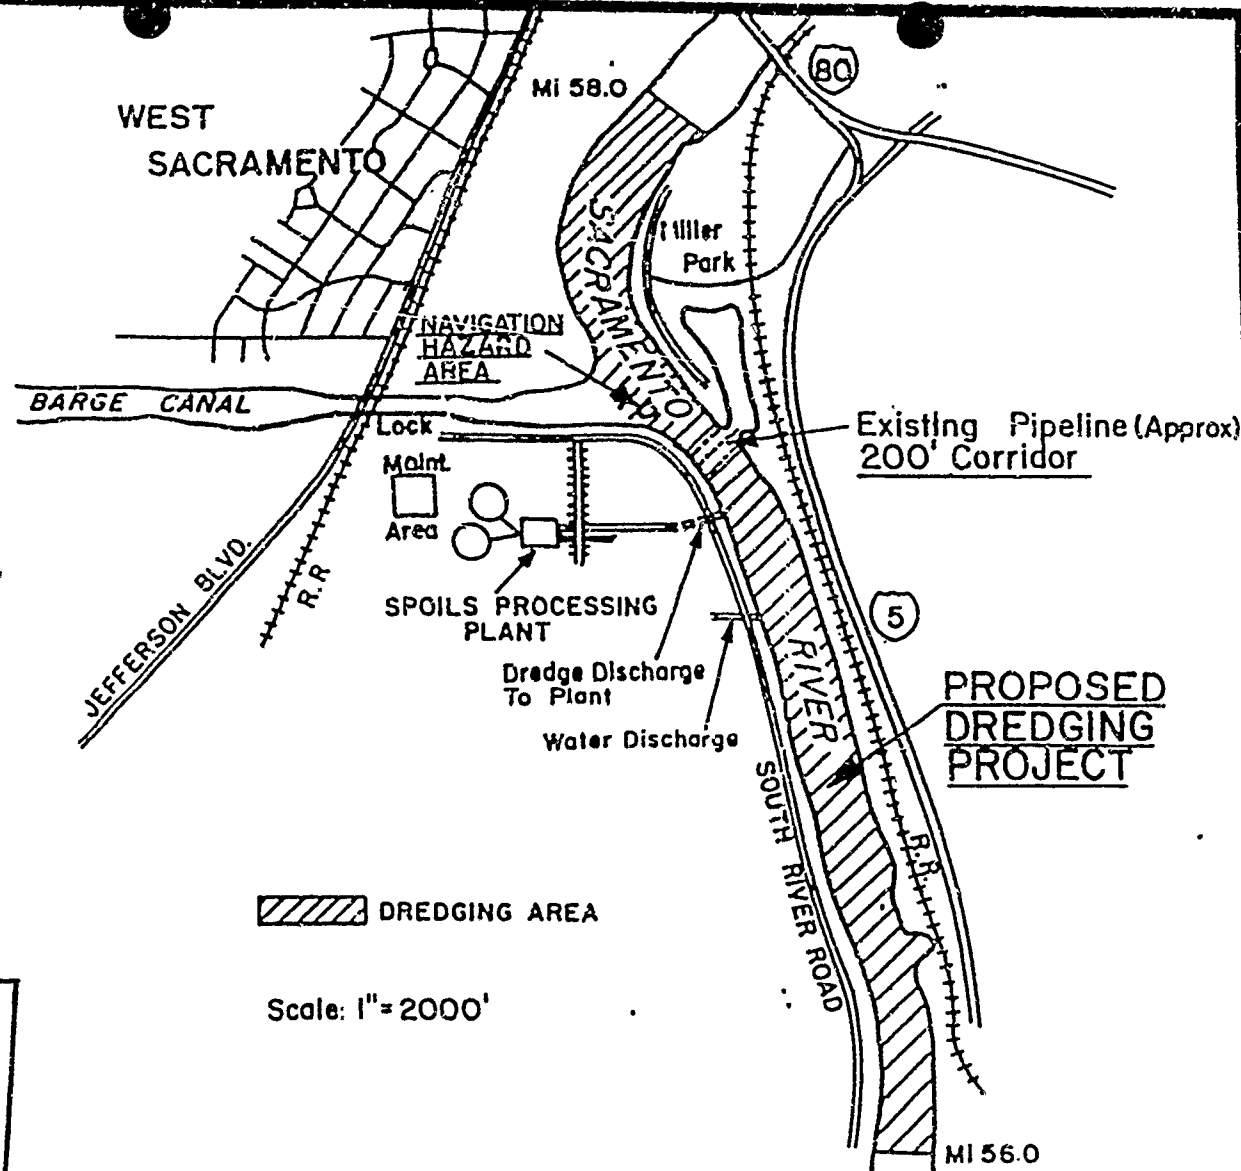 80
Mi 58.0
WEST
SACRAMENTO
SACRAMENTO
Park
NAVIGATION
HAZARD
AREA
BARGE CANAL
Lock
Existing Pipeline (Approx)
200' Corridor
Maint.
Area
JEFFERSON BLVD.
R.R
SPOILS PROCESSING
PLANT
5
RIVER
Dredge Discharge
To Plant
Water Discharge
PROPOSED
DREDGING
PROJECT
SOUTH RIVER ROAD
R.R.
DREDGING AREA
Scale: 1"= 2000'
MI 56.0